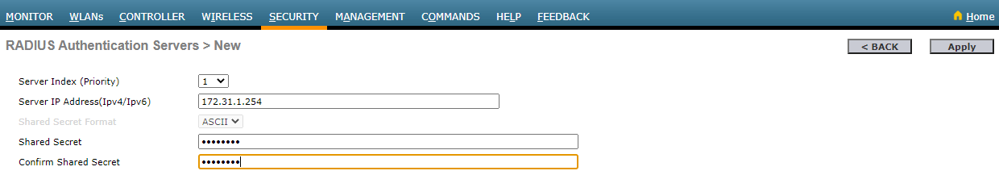 MONITOR WLANs CONTROLLER WIRELESS SECURITY MANAGEMENT COMMANDS HELP FEEDBACK Home
RADIUS Authentication Servers > New < BACK Apply
Server Index (Priority) 1
Server IP Address(Ipv4/Ipv6) 172.31.1.254
Shared Secret Format ASCII
Shared Secret ••••••••
Confirm Shared Secret ••••••••